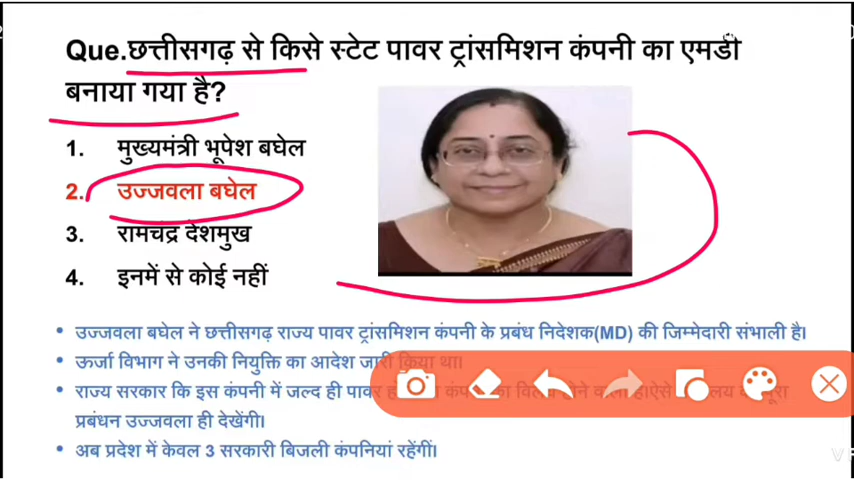 Que.छत्तीसगढ़ से किसे स्टेट पावर ट्रांसमिशन कंपनी का एमडी
बनाया गया है?
1. मुख्यमंत्री भूपेश बघेल
2. उज्जवला बघेल
3. रामचंद्र देशमुख
4. इनमें से कोई नहीं
• उज्जवला बघेल ने छत्तीसगढ़ राज्य पावर ट्रांसमिशन कंपनी के प्रबंध निदेशक(MD) की जिम्मेदारी संभाली है।
• ऊर्जा विभाग ने उनकी नियुक्ति का आदेश जारी किया था।
• राज्य सरकार कि इस कंपनी में जल्द ही पावर
प्रबंधन उज्जवला ही देखेंगी।
• अब प्रदेश में केवल 3 सरकारी बिजली कंपनियां रहेंगीं।